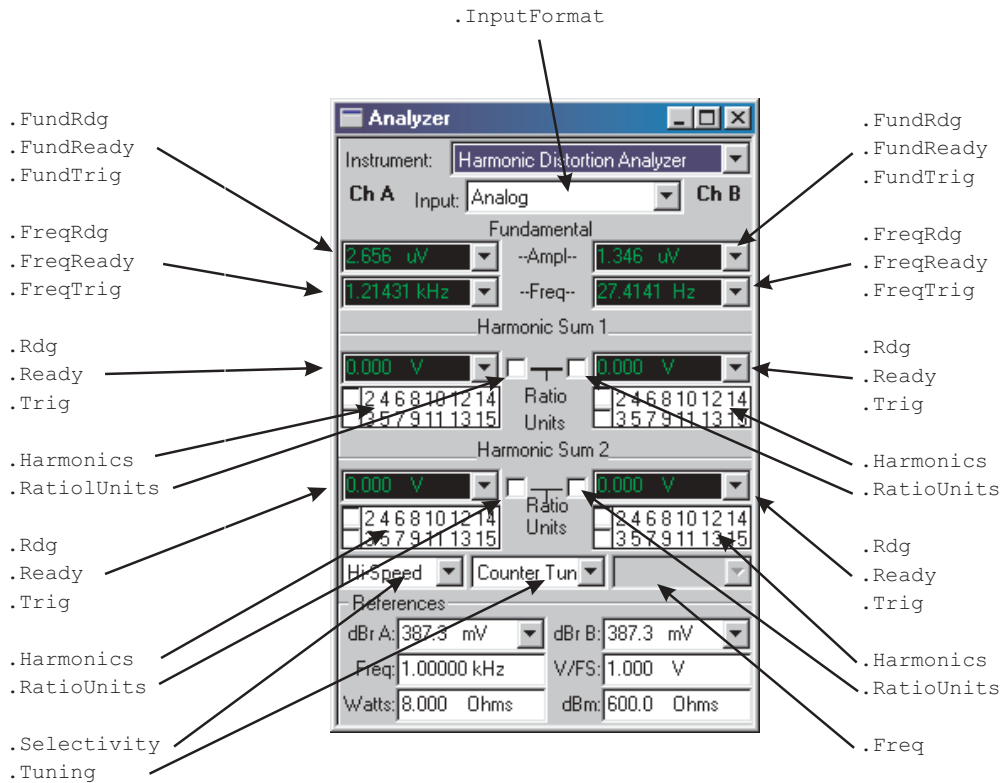 .InputFormat
.FundRdg
.FundReady
.FundTrig
.FreqRdg
.FreqReady
.FreqTrig
.Rdg
.Ready
.Trig
.Harmonics
.RatiolUnits
.Rdg
.Ready
.Trig
.Harmonics
.RatioUnits
.Selectivity
.Tuning
Analyzer
Instrument: Harmonic Distortion Analyzer
Ch A Input: Analog Ch B
Fundamental
2.656 uV --Ampl-- 1.346 uV
1.21431 kHz --Freq-- 27.4141 Hz
Harmonic Sum 1
0.000 V 0.000 V
2 4 6 8 10 12 14 Ratio 2 4 6 8 10 12 14
3 5 7 9 11 13 15 Units 3 5 7 9 11 13 15
Harmonic Sum 2
0.000 V 0.000 V
2 4 6 8 10 12 14 Ratio 2 4 6 8 10 12 14
3 5 7 9 11 13 15 Units 3 5 7 9 11 13 15
Hi-Speed Counter Tun
References
dBr A: 387.3 mV dBr B: 387.3 mV
Freq: 1.00000 kHz V/FS: 1.000 V
Watts: 8.000 Ohms dBm: 600.0 Ohms
.FundRdg
.FundReady
.FundTrig
.FreqRdg
.FreqReady
.FreqTrig
.Rdg
.Ready
.Trig
.Harmonics
.RatioUnits
.Rdg
.Ready
.Trig
.Harmonics
.RatioUnits
.Freq